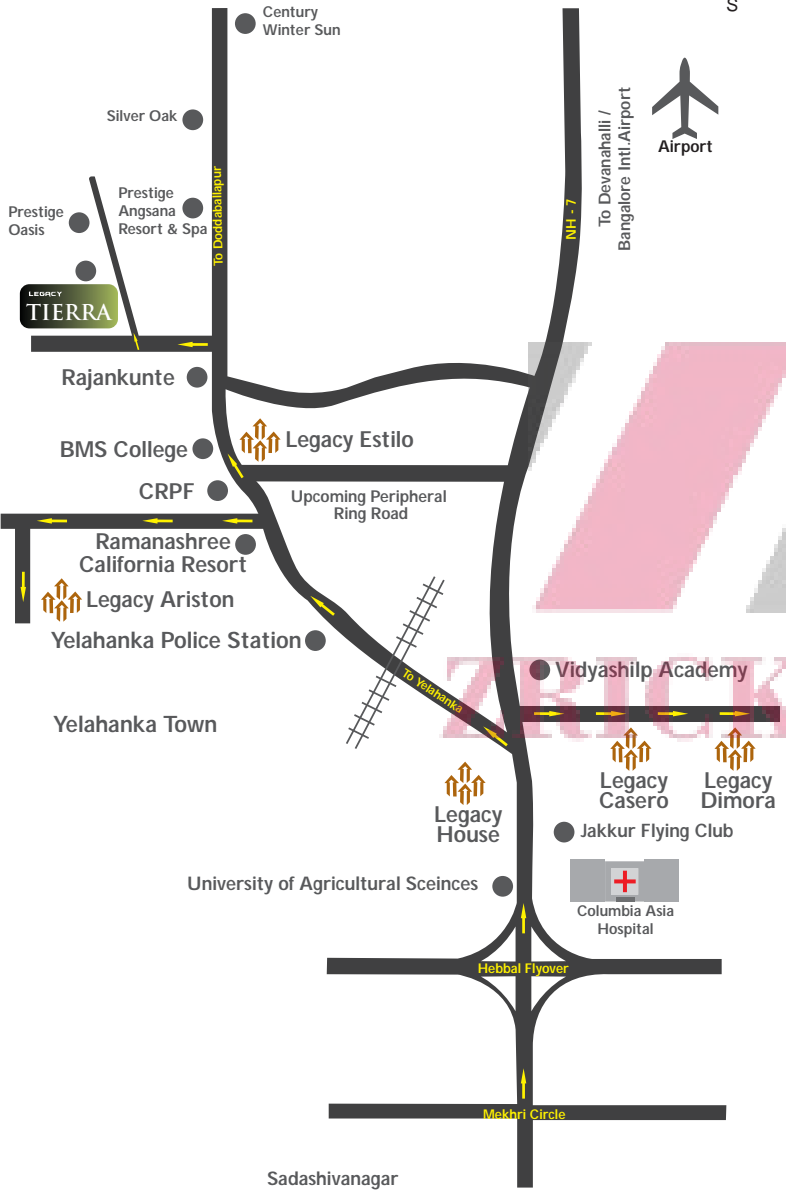 S
Century
Winter Sun
Silver Oak
To Devanahalli /
Bangalore Intl.Airport
Airport
To Doddaballapur
NH - 7
Prestige
Angsana
Resort & Spa
Prestige
Oasis
LEGACY
TIERRA
Rajankunte
BMS College
Legacy Estilo
CRPF
Upcoming Peripheral
Ring Road
Ramanashree
California Resort
Legacy Ariston
Yelahanka Police Station
To Yelahanka
Vidyashilp Academy
ZRICK
Yelahanka Town
Legacy
Casero
Legacy
Dimora
Legacy
House
Jakkur Flying Club
University of Agricultural Sceinces
Columbia Asia
Hospital
Hebbal Flyover
Mekhri Circle
Sadashivanagar